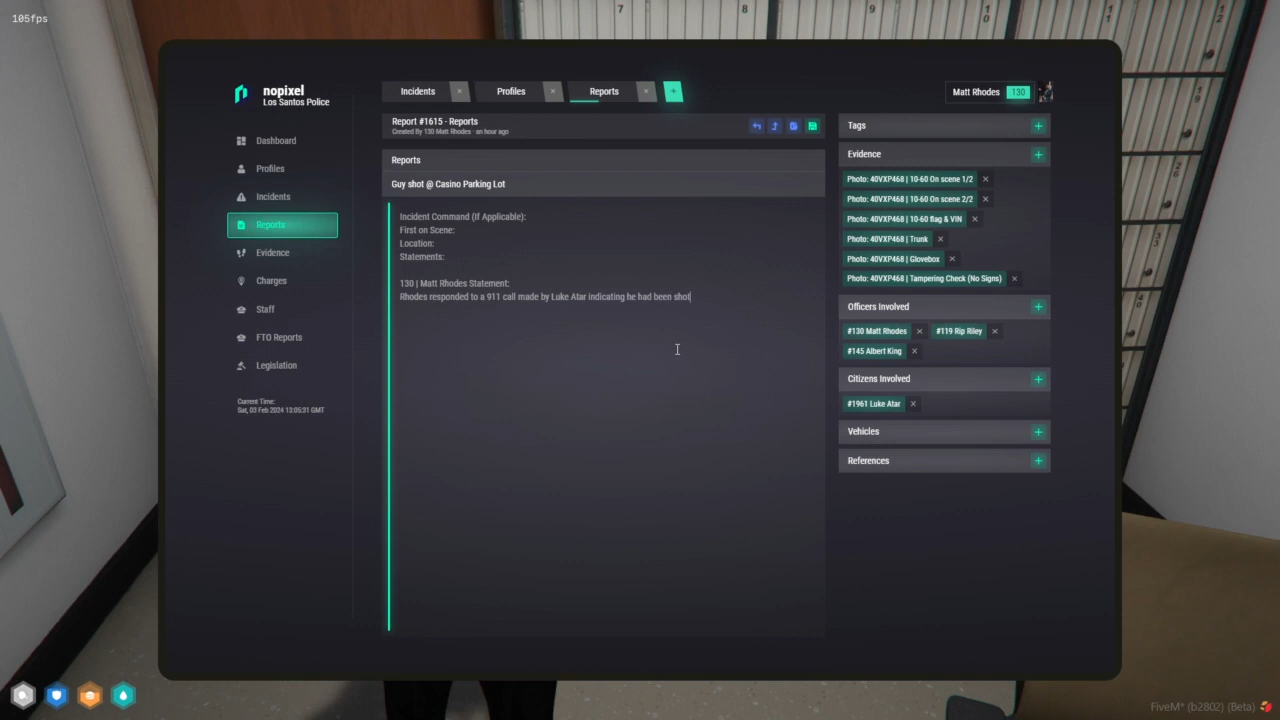 105fps
7 8 9 10 11 12
nopixel
Los Santos Police
Incidents
Profiles
Reports
Matt Rhodes 130
Dashboard
Profiles
Incidents
Reports
Evidence
Charges
Staff
FTO Reports
Legislation
Current Time:
Sat, 03 Feb 2024 13:05:31 GMT
Report #1615 - Reports
Created By 130 Matt Rhodes - an hour ago
Reports
Guy shot @ Casino Parking Lot
Incident Command (If Applicable):
First on Scene:
Location:
Statements:
130 | Matt Rhodes Statement:
Rhodes responded to a 911 call made by Luke Atar indicating he had been shot
Tags
Evidence
Photo: 40VXP468 | 10-60 On scene 1/2
Photo: 40VXP468 | 10-60 On scene 2/2
Photo: 40VXP468 | 10-60 flag & VIN
Photo: 40VXP468 | Trunk
Photo: 40VXP468 | Glovebox
Photo: 40VXP468 | Tampering Check (No Signs)
Officers Involved
#130 Matt Rhodes #119 Rip Riley
#145 Albert King
Citizens Involved
#1961 Luke Atar
Vehicles
References
FiveM* (b2802) (Beta)